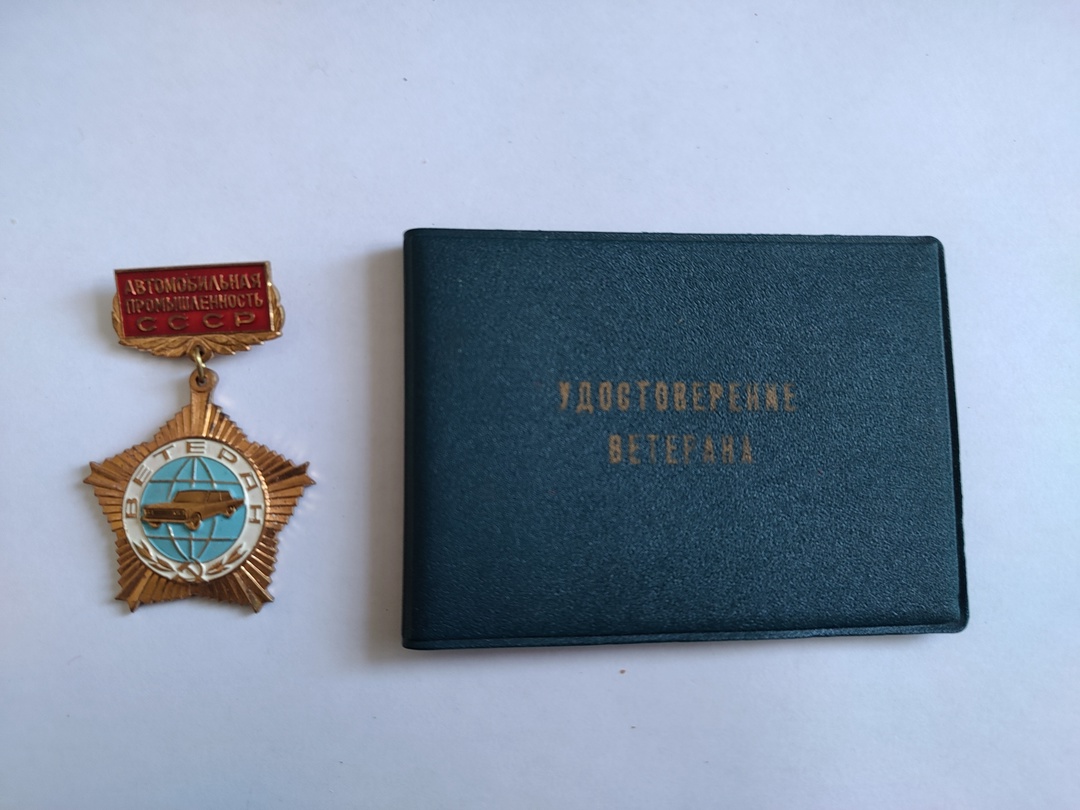 АВТОМОБИЛЬНАЯ
ПРОМЫШЛЕННОСТЬ
СССР
ВЕТЕРАН
УДОСТОВЕРЕНИЕ
ВЕТЕРАНА